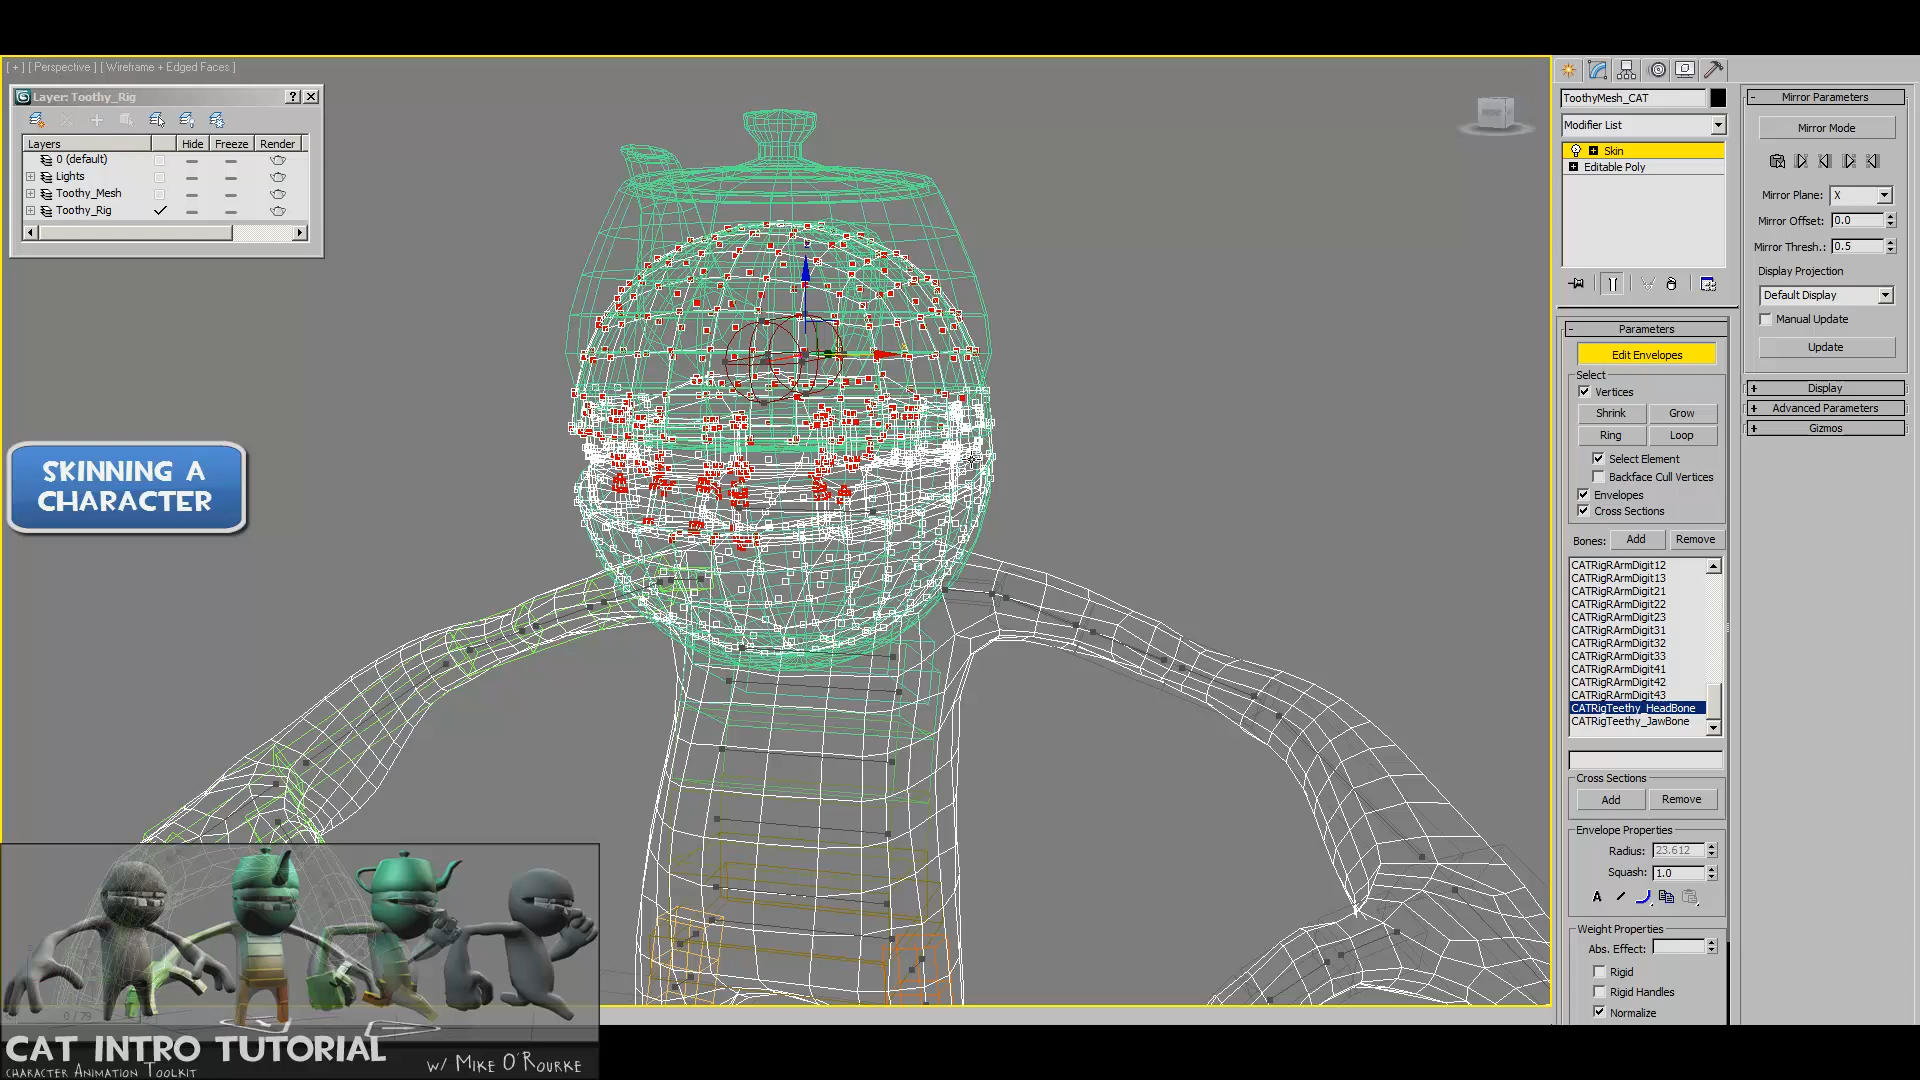 [ + ] [ Perspective ] [ Wireframe + Edged Faces ]
Layer: Toothy_Rig
?
Layers Hide Freeze Render
0 (default)
Lights
Toothy_Mesh
Toothy_Rig
SKINNING A
CHARACTER
CAT INTRO TUTORIAL
CHARACTER ANIMATION TOOLKIT
W/ MIKE O'ROURKE
0 / 79
ToothyMesh_CAT
Modifier List
Skin
Editable Poly
- Parameters
Edit Envelopes
Select
Vertices
Shrink Grow
Ring Loop
Select Element
Backface Cull Vertices
Envelopes
Cross Sections
Bones: Add Remove
CATRigRArmDigit12
CATRigRArmDigit13
CATRigRArmDigit21
CATRigRArmDigit22
CATRigRArmDigit23
CATRigRArmDigit31
CATRigRArmDigit32
CATRigRArmDigit33
CATRigRArmDigit41
CATRigRArmDigit42
CATRigRArmDigit43
CATRigTeethy_HeadBone
CATRigTeethy_JawBone
Cross Sections
Add Remove
Envelope Properties
Radius: 23.612
Squash: 1.0
A
Weight Properties
Abs. Effect:
Rigid
Rigid Handles
Normalize
- Mirror Parameters
Mirror Mode
Mirror Plane: X
Mirror Offset: 0.0
Mirror Thresh.: 0.5
Display Projection
Default Display
Manual Update
Update
+ Display
+ Advanced Parameters
+ Gizmos